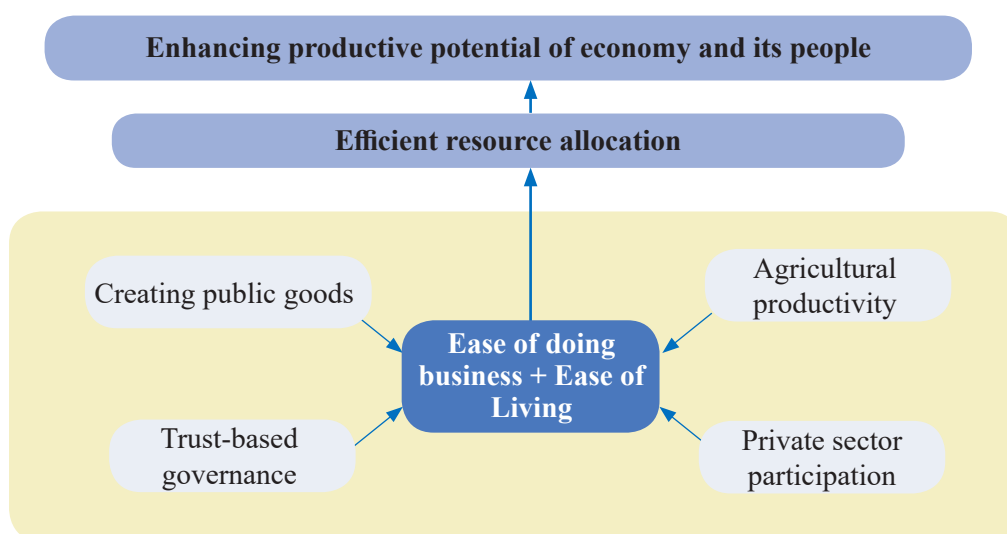 Enhancing productive potential of economy and its people
Efficient resource allocation
Creating public goods
Agricultural
productivity
Ease of doing
business + Ease of
Living
Trust-based
governance
Private sector
participation